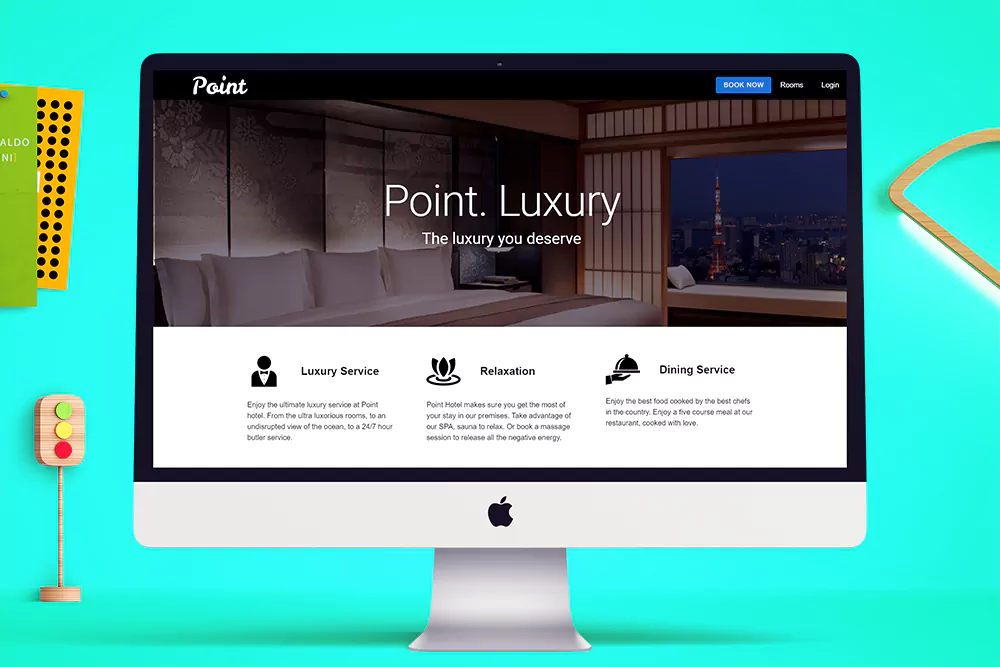 Point
BOOK NOW
Rooms
Login
ALDO
NI]
Point. Luxury
The luxury you deserve
Luxury Service
Enjoy the ultimate luxury service at Point
hotel. From the ultra luxorious rooms, to an
undisrupted view of the ocean, to a 24/7 hour
butler service.
Relaxation
Point Hotel makes sure you get the most of
your stay in our premises. Take advantage of
our SPA, sauna to relax. Or book a massage
session to release all the negative energy.
Dining Service
Enjoy the best food cooked by the best chefs
in the country. Enjoy a five course meal at our
restaurant, cooked with love.